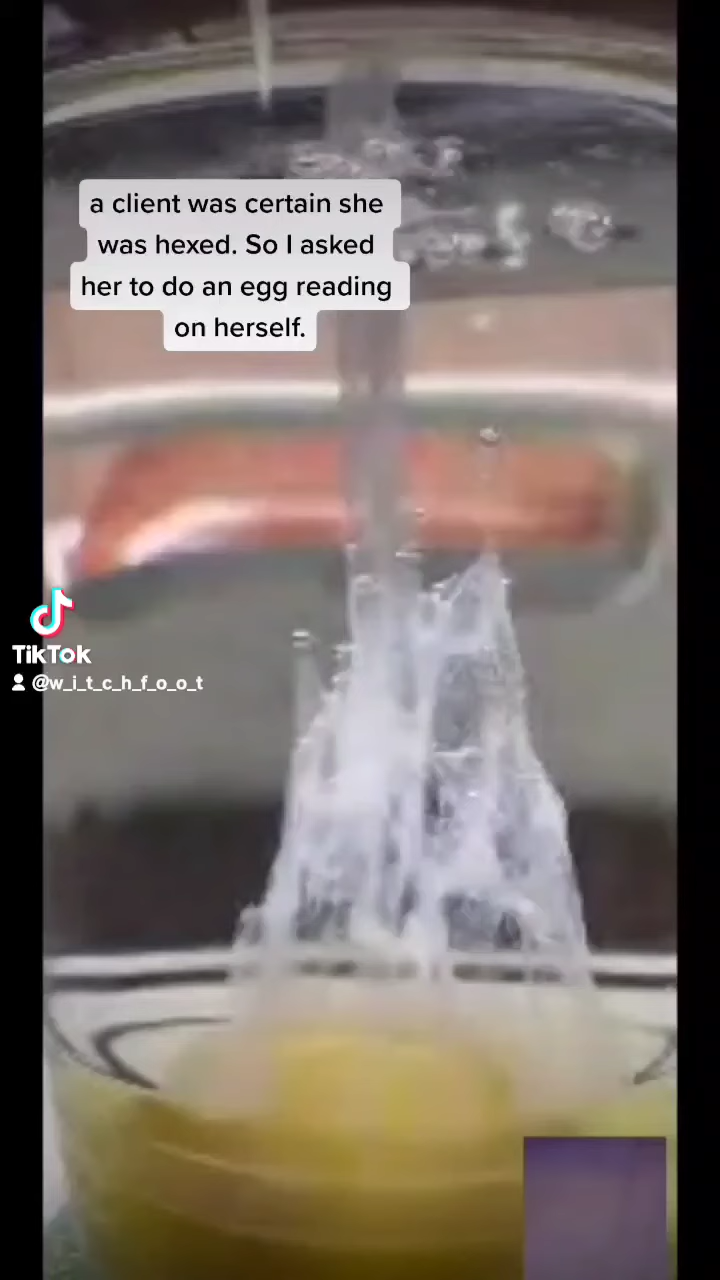 a client was certain she
was hexed. So I asked
her to do an egg reading
on herself.
TikTok
@w_i_t_c_h_f_o_o_t